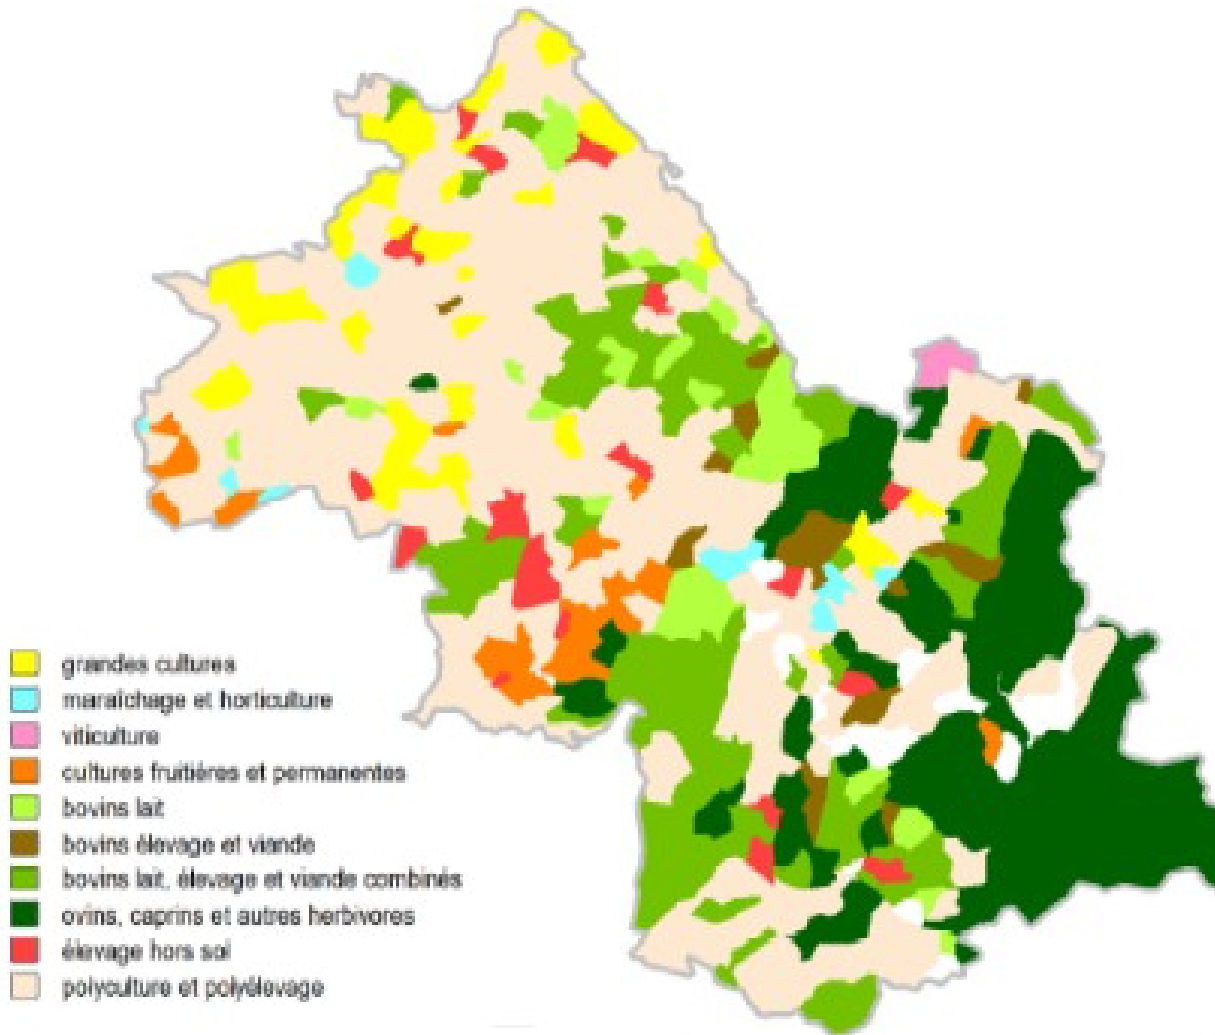 grandes cultures
maraîchage et horticulture
viticulture
cultures fruitières et permanentes
bovins lait
bovins élevage et viande
bovins lait, élevage et viande combinés
ovins, caprins et autres herbivores
élevage hors sol
polyculture et polyélevage